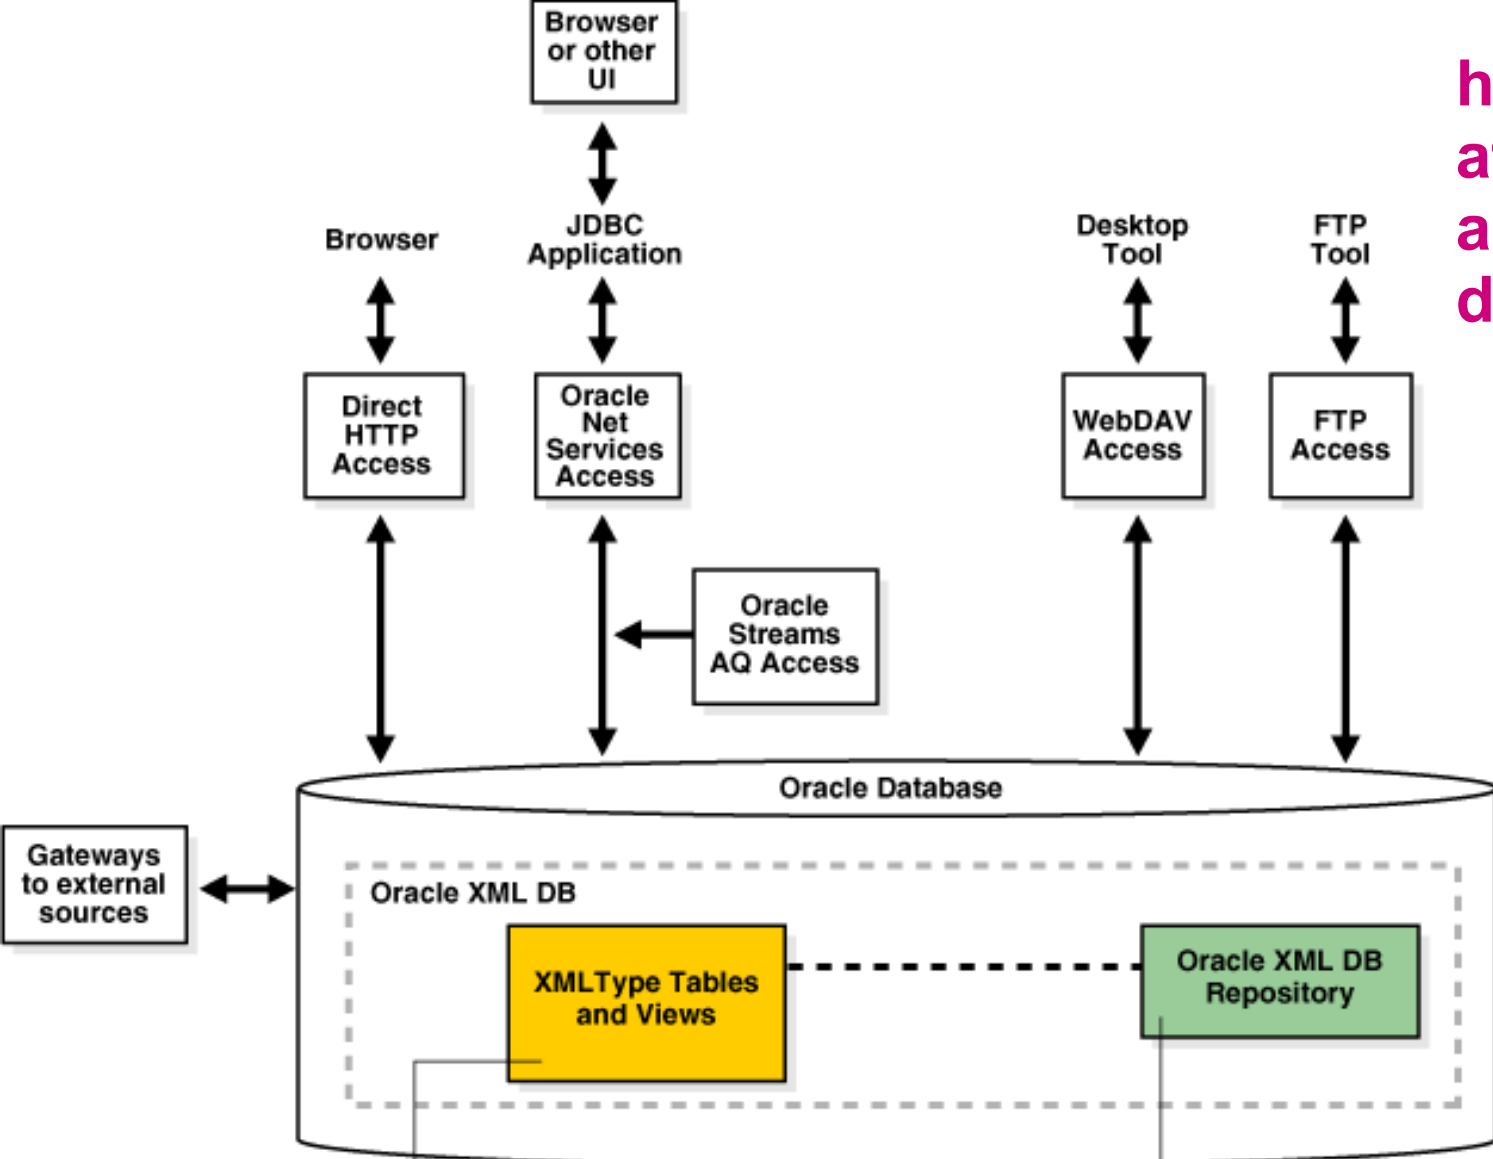 Browser
or other
UI
Browser
JDBC
Application
Desktop
Tool
FTP
Tool
Direct
HTTP
Access
Oracle
Net
Services
Access
WebDAV
Access
FTP
Access
Oracle
Streams
AQ Access
Oracle Database
Gateways
to external
sources
Oracle XML DB
XMLType Tables
and Views
Oracle XML DB
Repository